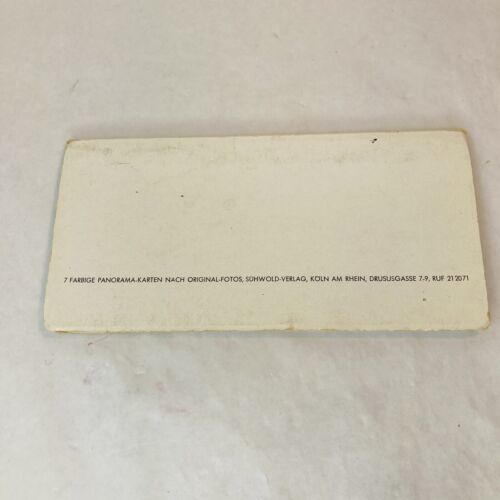 7 FARBIGE PANORAMA-KARTEN NACH ORIGINAL-FOTOS, SÜHWOLD-VERLAG, KÖLN AM RHEIN, DRUSUSGASSE 7-9, RUF 21 2071